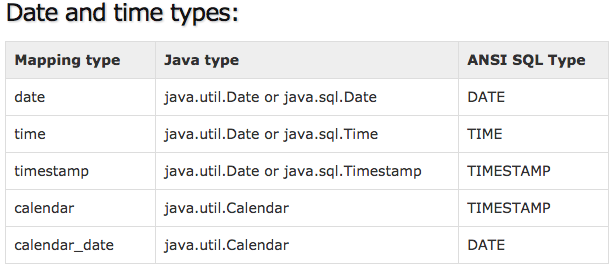 Date and time types:
Mapping type Java type ANSI SQL Type
date java.util.Date or java.sql.Date DATE
time java.util.Date or java.sql.Time TIME
timestamp java.util.Date or java.sql.Timestamp TIMESTAMP
calendar java.util.Calendar TIMESTAMP
calendar_date java.util.Calendar DATE